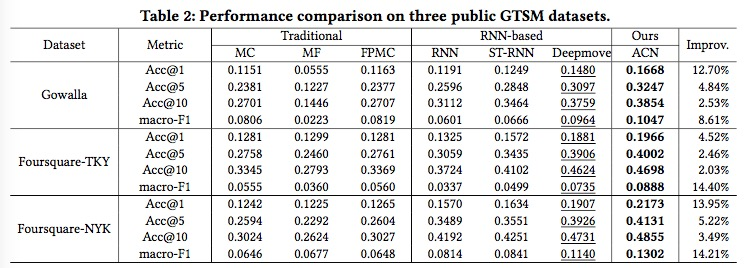 Table 2: Performance comparison on three public GTSM datasets.
Dataset Metric Traditional RNN-based Ours Improv.
MC MF FPMC RNN ST-RNN Deepmove ACN
Gowalla
Acc@1 0.1151 0.0555 0.1163 0.1191 0.1249 0.1480 0.1668 12.70%
Acc@5 0.2381 0.1227 0.2377 0.2596 0.2848 0.3097 0.3247 4.84%
Acc@10 0.2701 0.1446 0.2707 0.3112 0.3464 0.3759 0.3854 2.53%
macro-F1 0.0806 0.0223 0.0819 0.0601 0.0666 0.0964 0.1047 8.61%
Foursquare-TKY
Acc@1 0.1281 0.1299 0.1281 0.1325 0.1572 0.1881 0.1966 4.52%
Acc@5 0.2758 0.2460 0.2761 0.3059 0.3435 0.3906 0.4002 2.46%
Acc@10 0.3345 0.2793 0.3369 0.3724 0.4102 0.4624 0.4698 2.03%
macro-F1 0.0555 0.0360 0.0560 0.0337 0.0499 0.0735 0.0888 14.40%
Foursquare-NYK
Acc@1 0.1242 0.1225 0.1265 0.1570 0.1634 0.1907 0.2173 13.95%
Acc@5 0.2594 0.2292 0.2604 0.3489 0.3551 0.3926 0.4131 5.22%
Acc@10 0.3024 0.2624 0.3027 0.4192 0.4251 0.4731 0.4855 3.49%
macro-F1 0.0646 0.0677 0.0648 0.0814 0.0841 0.1140 0.1302 14.21%